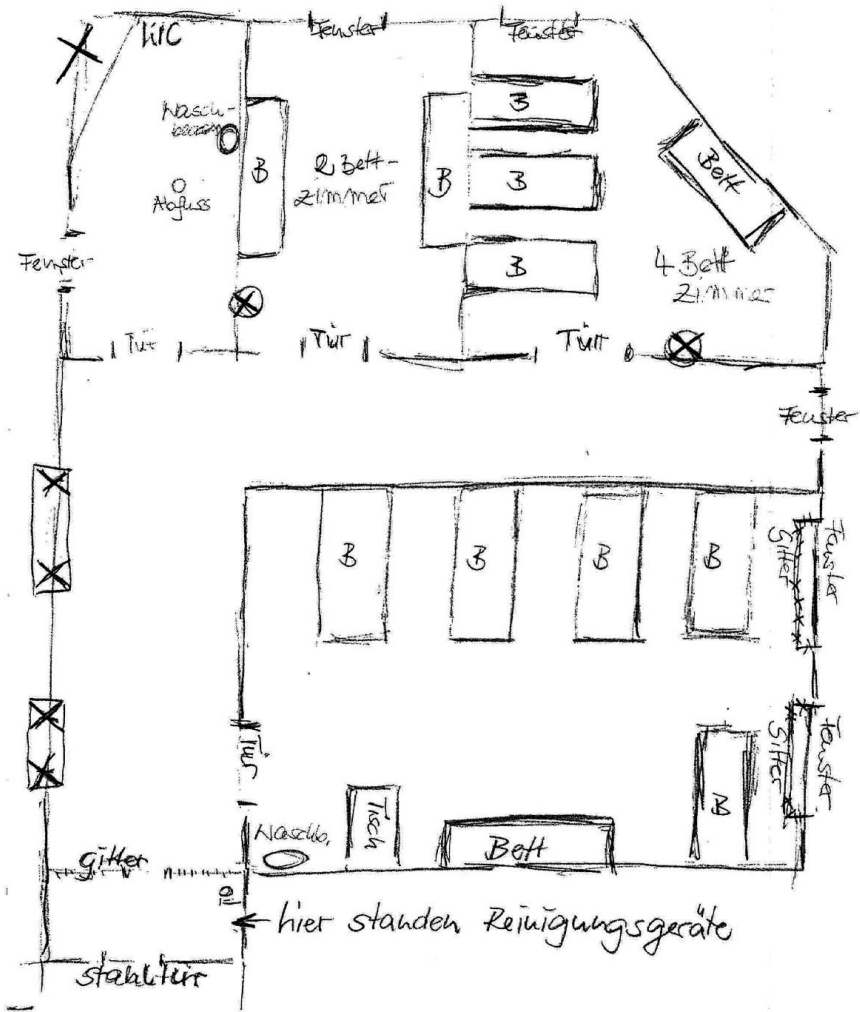 WC
Fenster
Fenster
Wasch-
becken
B
2 Bett-
zimmer
B
B
B
B
Bett
Abfluss
4 Bett
zimmer
Fenster
Tür
Tür
Tür
Fenster
B
B
B
B
Gitter
Fenster
Tür
Gitter
Fenster
Waschb.
Tisch
Bett
B
gitter
hier standen Reinigungsgeräte
stahltür